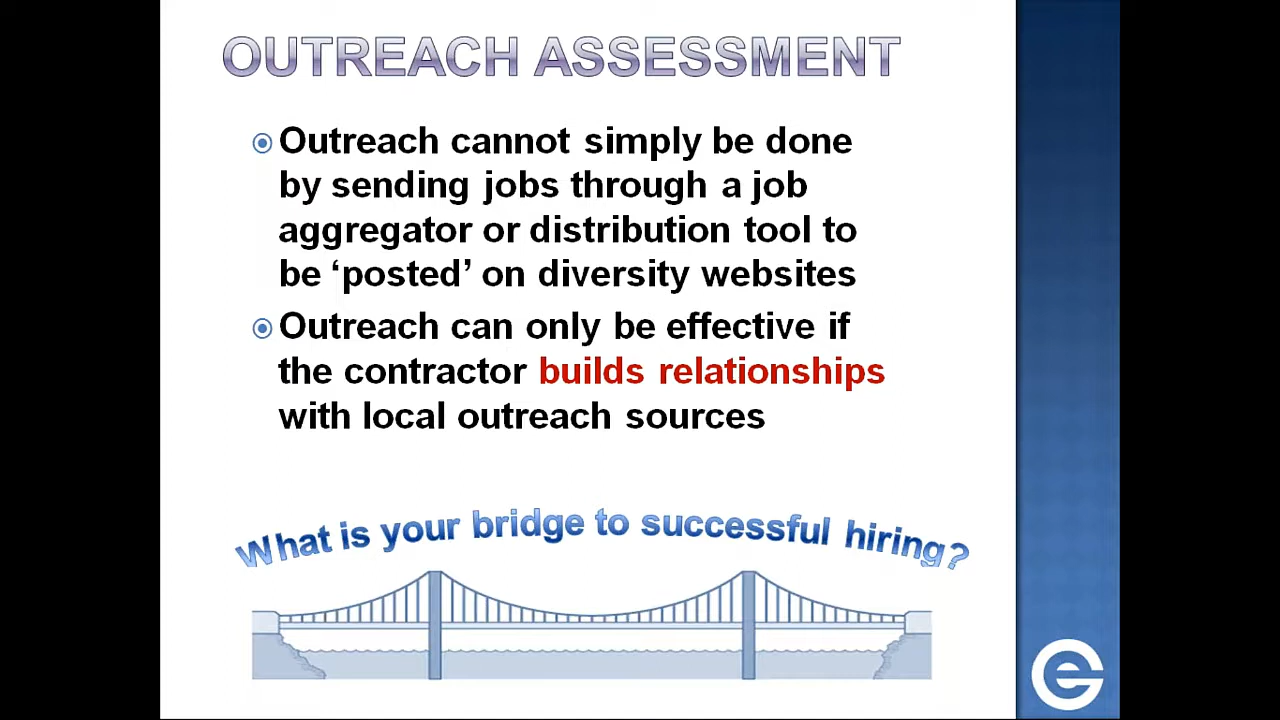 OUTREACH ASSESSMENT
Outreach cannot simply be done
by sending jobs through a job
aggregator or distribution tool to
be ‘posted’ on diversity websites
Outreach can only be effective if
the contractor builds relationships
with local outreach sources
What is your bridge to successful hiring?
e